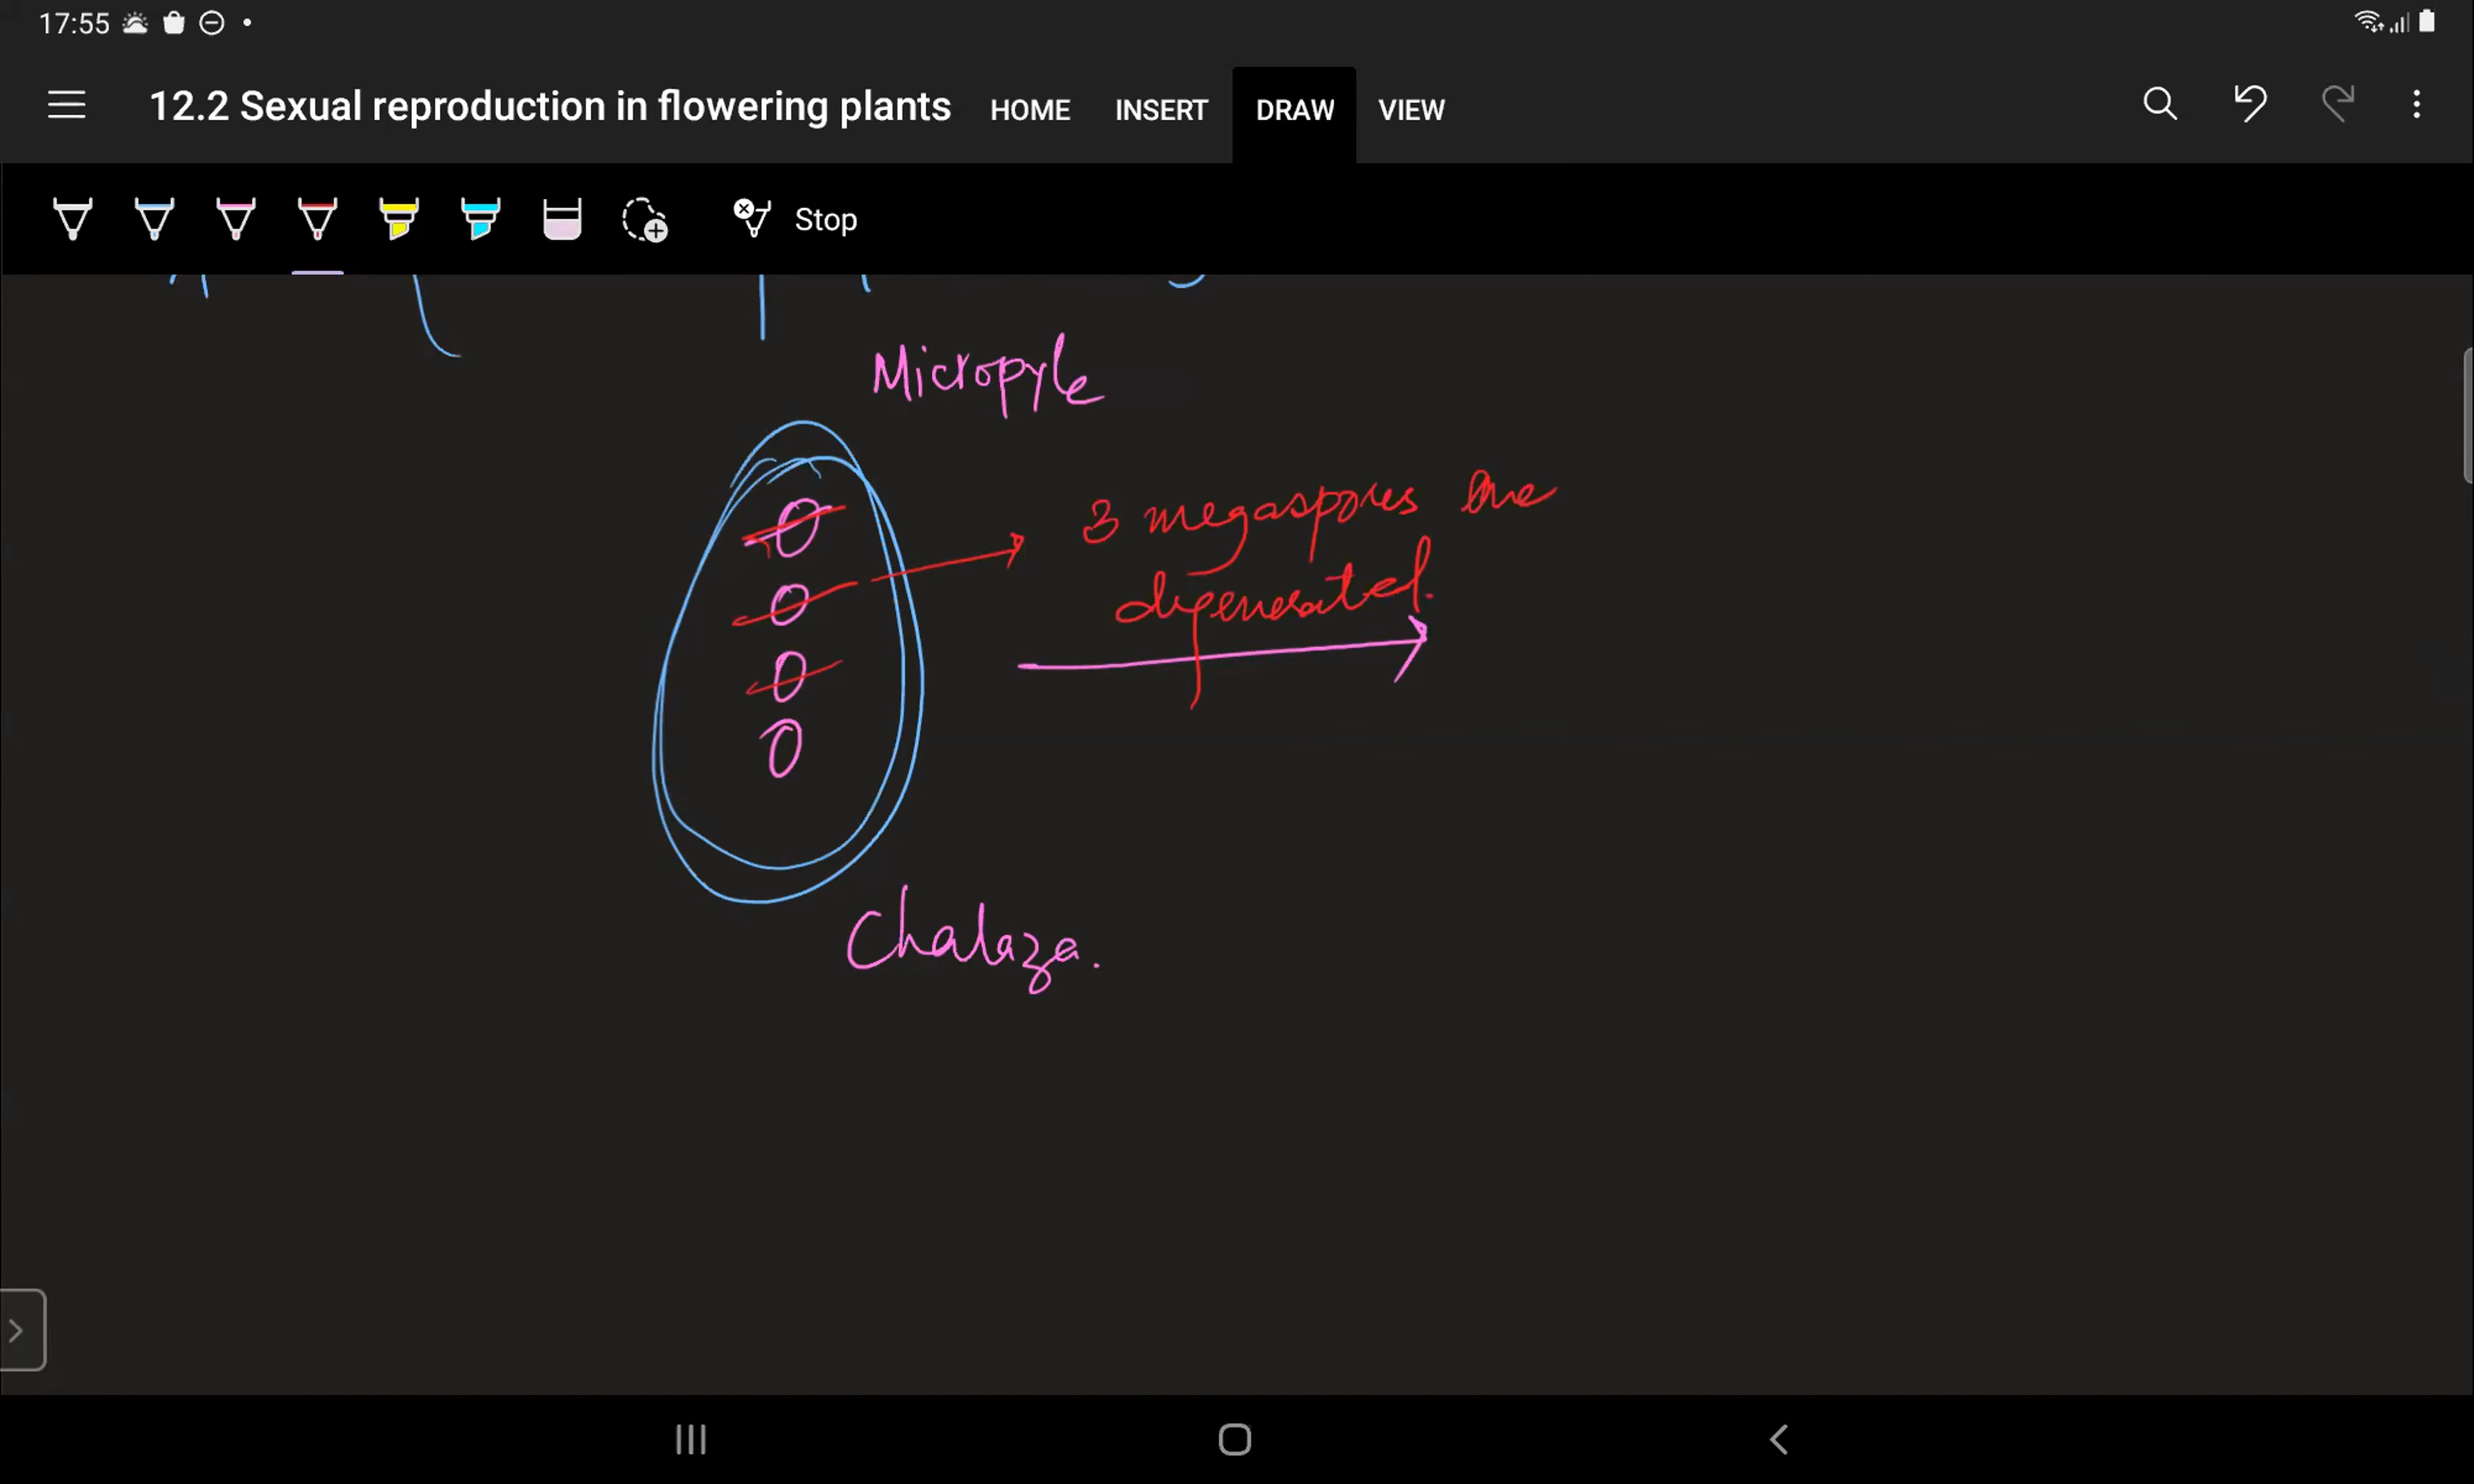 17:55
12.2 Sexual reproduction in flowering plants HOME INSERT DRAW VIEW
Stop
Micropyle
3 megaspores are
degenerated.
Chalaza.